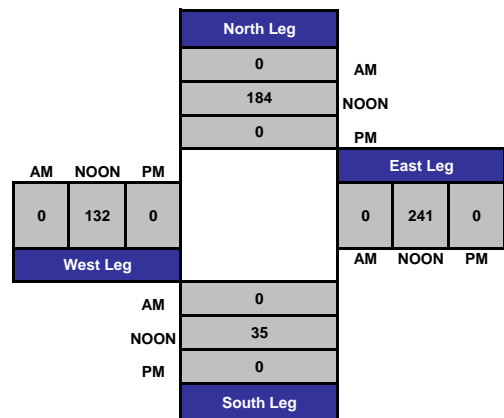 North Leg
0
AM
184
NOON
0
PM
AM NOON PM
East Leg
0 132 0
0 241 0
West Leg
AM NOON PM
AM
0
NOON
35
PM
0
South Leg